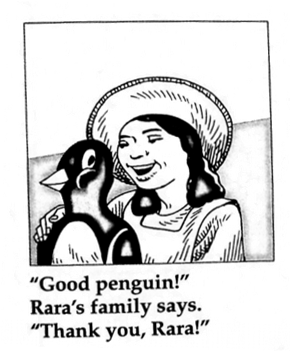 “Good penguin!”
Rara’s family says.
“Thank you, Rara!”